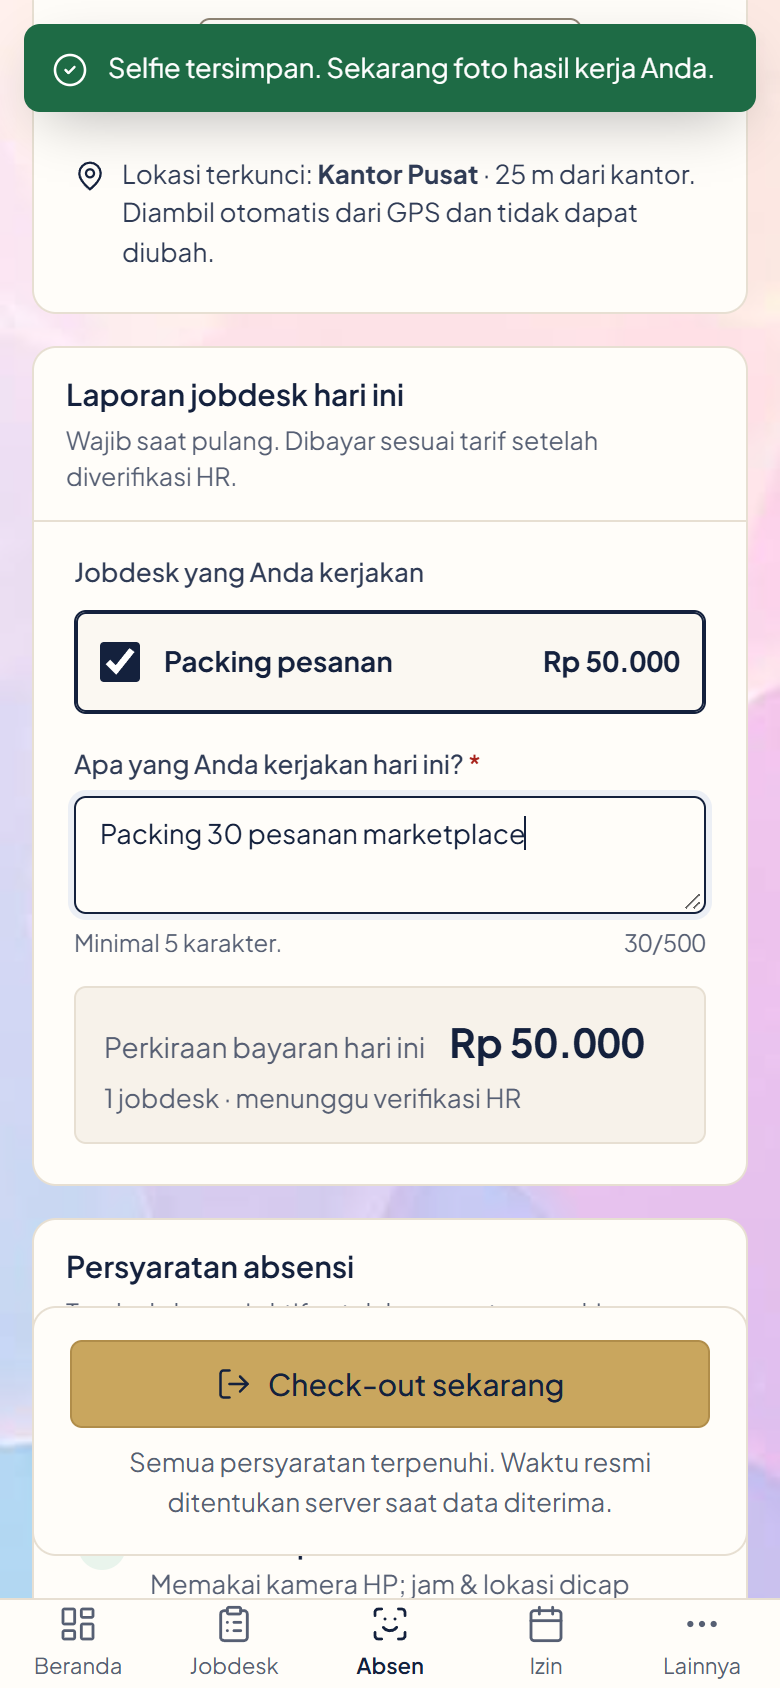 Selfie tersimpan. Sekarang foto hasil kerja Anda.
Lokasi terkunci: Kantor Pusat · 25 m dari kantor.
Diambil otomatis dari GPS dan tidak dapat
diubah.
Laporan jobdesk hari ini
Wajib saat pulang. Dibayar sesuai tarif setelah
diverifikasi HR.
Jobdesk yang Anda kerjakan
Packing pesanan Rp 50.000
Apa yang Anda kerjakan hari ini? *
Packing 30 pesanan marketplace
Minimal 5 karakter. 30/500
Perkiraan bayaran hari ini Rp 50.000
1 jobdesk · menunggu verifikasi HR
Persyaratan absensi
Check-out sekarang
Semua persyaratan terpenuhi. Waktu resmi
ditentukan server saat data diterima.
Memakai kamera HP; jam & lokasi dicap
Beranda Jobdesk Absen Izin Lainnya